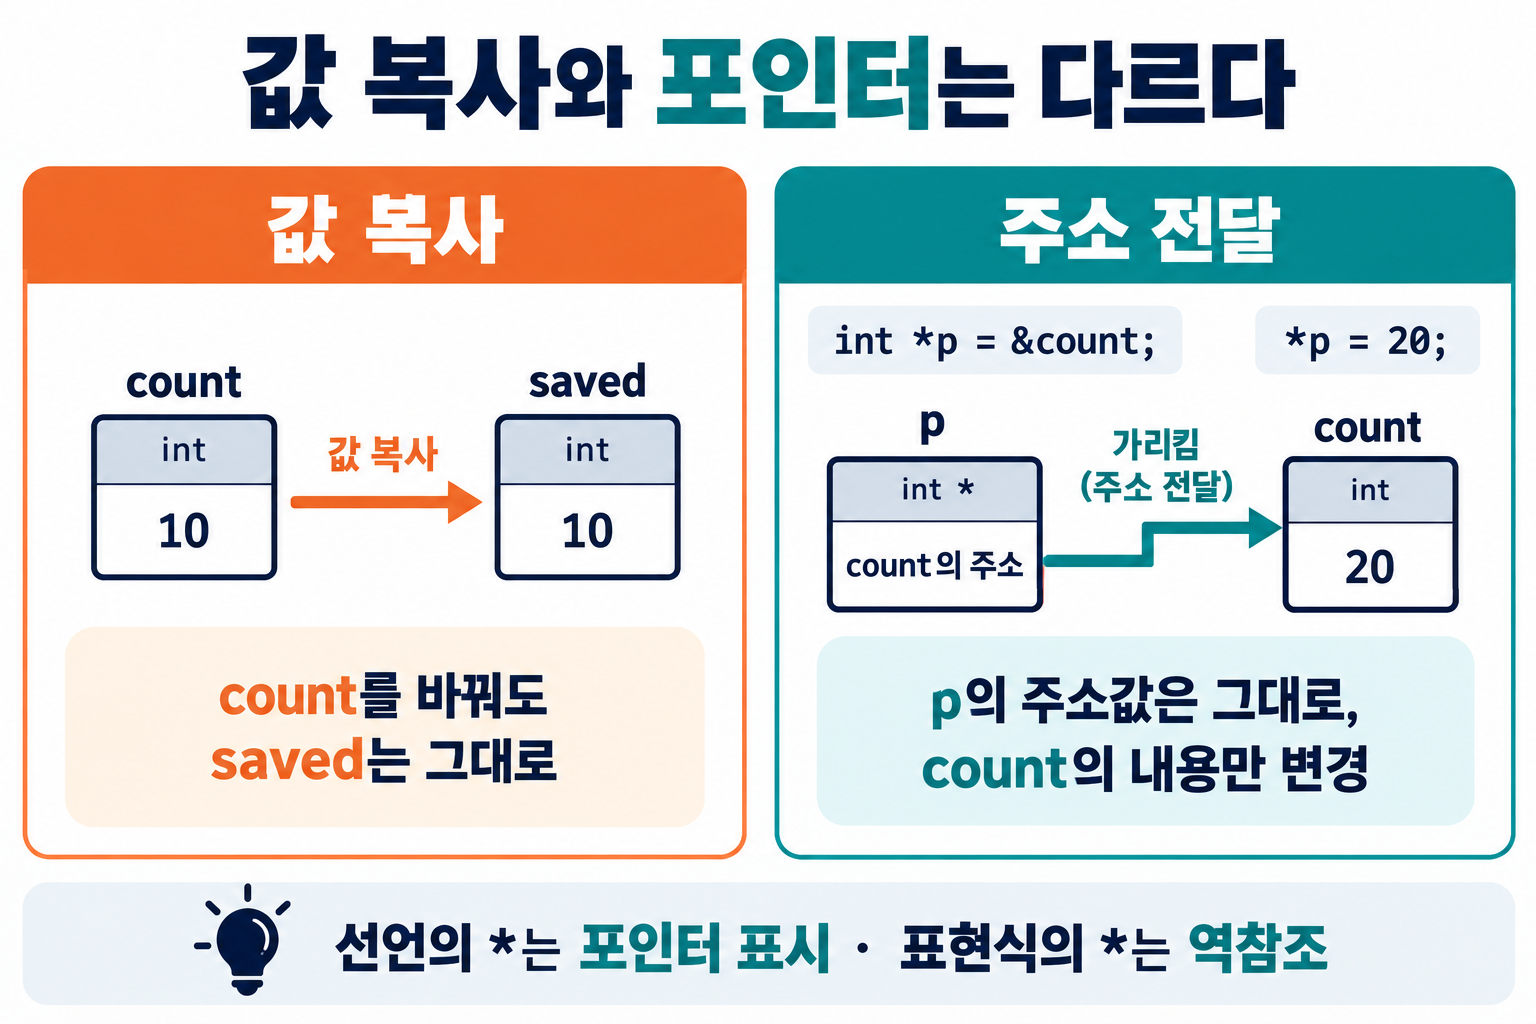 값 복사와 포인터는 다르다
값 복사
count
int
10
값 복사
saved
int
10
count를 바꿔도
saved는 그대로
주소 전달
int *p = &count;
*p = 20;
p
int *
count의 주소
가리킴
(주소 전달)
count
int
20
p의 주소값은 그대로,
count의 내용만 변경
선언의 *는 포인터 표시 · 표현식의 *는 역참조